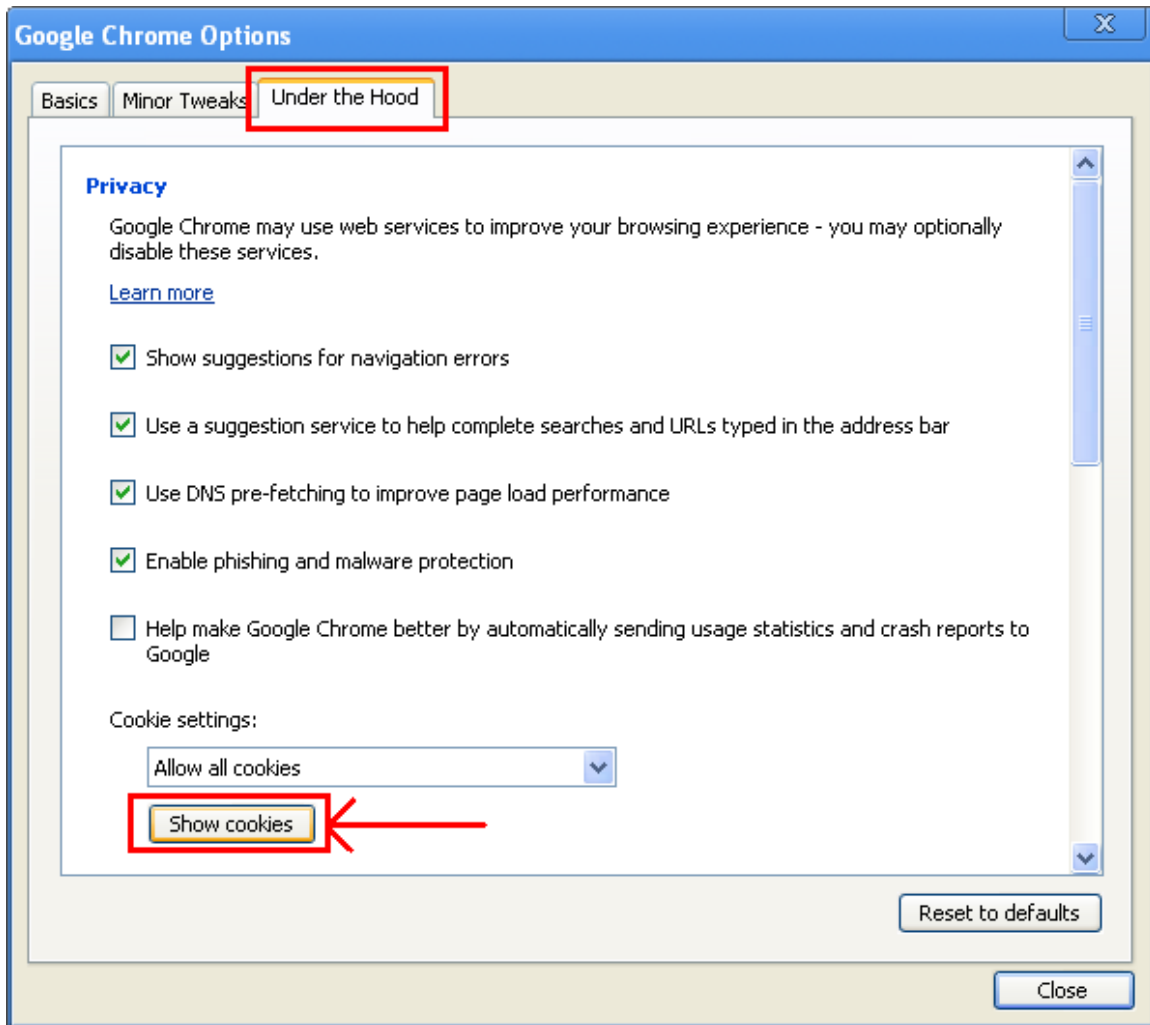 Google Chrome Options
X
Basics
Minor Tweaks
Under the Hood
Privacy
Google Chrome may use web services to improve your browsing experience - you may optionally
disable these services.
Learn more
Show suggestions for navigation errors
Use a suggestion service to help complete searches and URLs typed in the address bar
Use DNS pre-fetching to improve page load performance
Enable phishing and malware protection
Help make Google Chrome better by automatically sending usage statistics and crash reports to
Google
Cookie settings:
Allow all cookies
Show cookies
Reset to defaults
Close